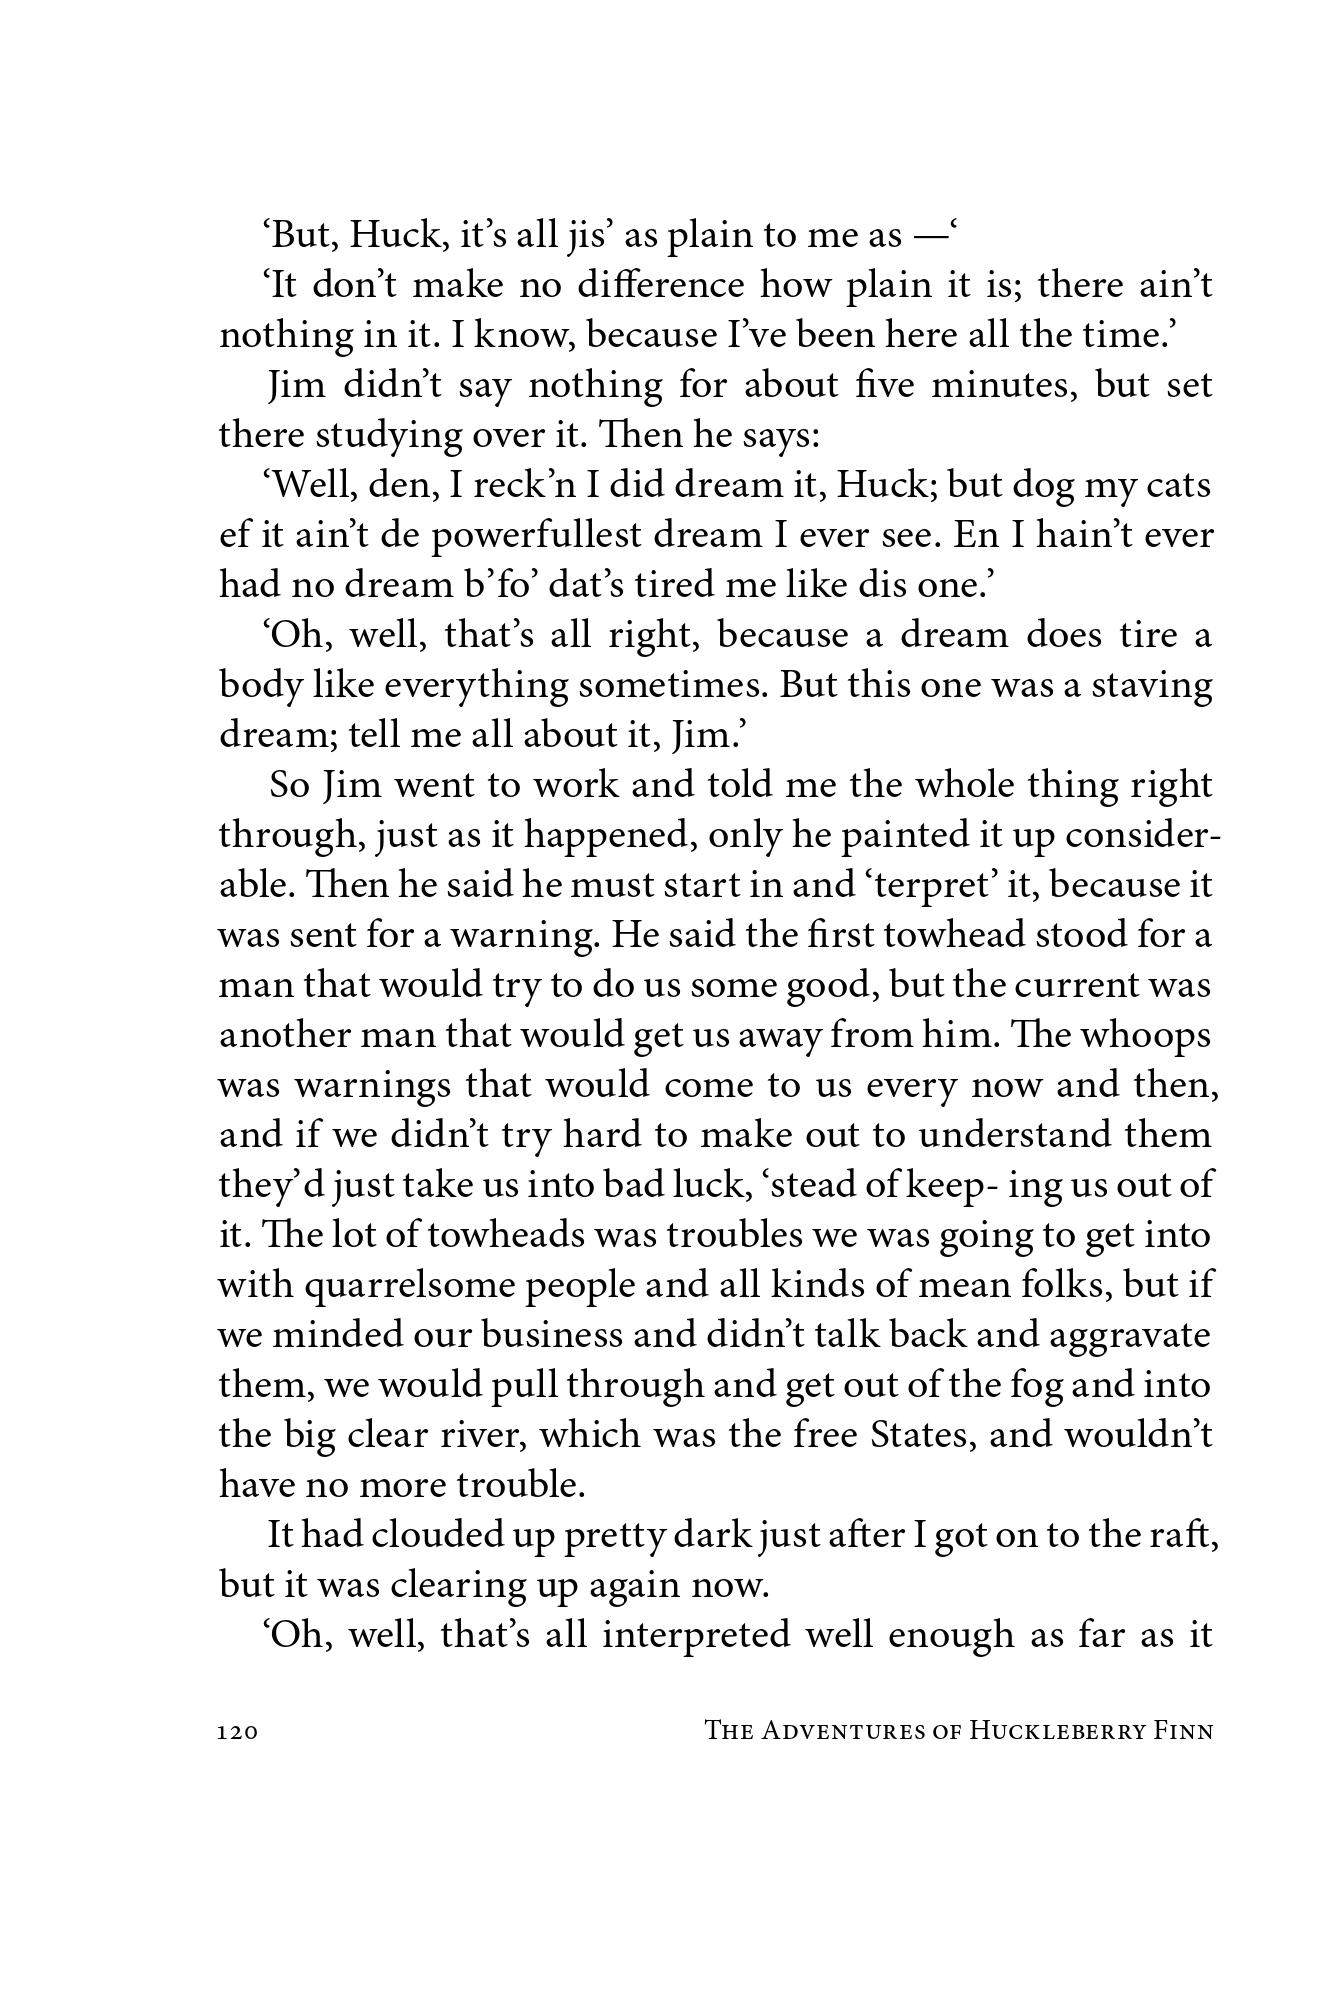 ‘But, Huck, it’s all jis’ as plain to me as —‘
‘It don’t make no difference how plain it is; there ain’t
nothing in it. I know, because I’ve been here all the time.’
Jim didn’t say nothing for about five minutes, but set
there studying over it. Then he says:
‘Well, den, I reck’n I did dream it, Huck; but dog my cats
ef it ain’t de powerfullest dream I ever see. En I hain’t ever
had no dream b’fo’ dat’s tired me like dis one.’
‘Oh, well, that’s all right, because a dream does tire a
body like everything sometimes. But this one was a staving
dream; tell me all about it, Jim.’
So Jim went to work and told me the whole thing right
through, just as it happened, only he painted it up consider-
able. Then he said he must start in and ‘terpret’ it, because it
was sent for a warning. He said the first towhead stood for a
man that would try to do us some good, but the current was
another man that would get us away from him. The whoops
was warnings that would come to us every now and then,
and if we didn’t try hard to make out to understand them
they’d just take us into bad luck, ‘stead of keep- ing us out of
it. The lot of towheads was troubles we was going to get into
with quarrelsome people and all kinds of mean folks, but if
we minded our business and didn’t talk back and aggravate
them, we would pull through and get out of the fog and into
the big clear river, which was the free States, and wouldn’t
have no more trouble.
It had clouded up pretty dark just after I got on to the raft,
but it was clearing up again now.
‘Oh, well, that’s all interpreted well enough as far as it
120 The Adventures of Huckleberry Finn